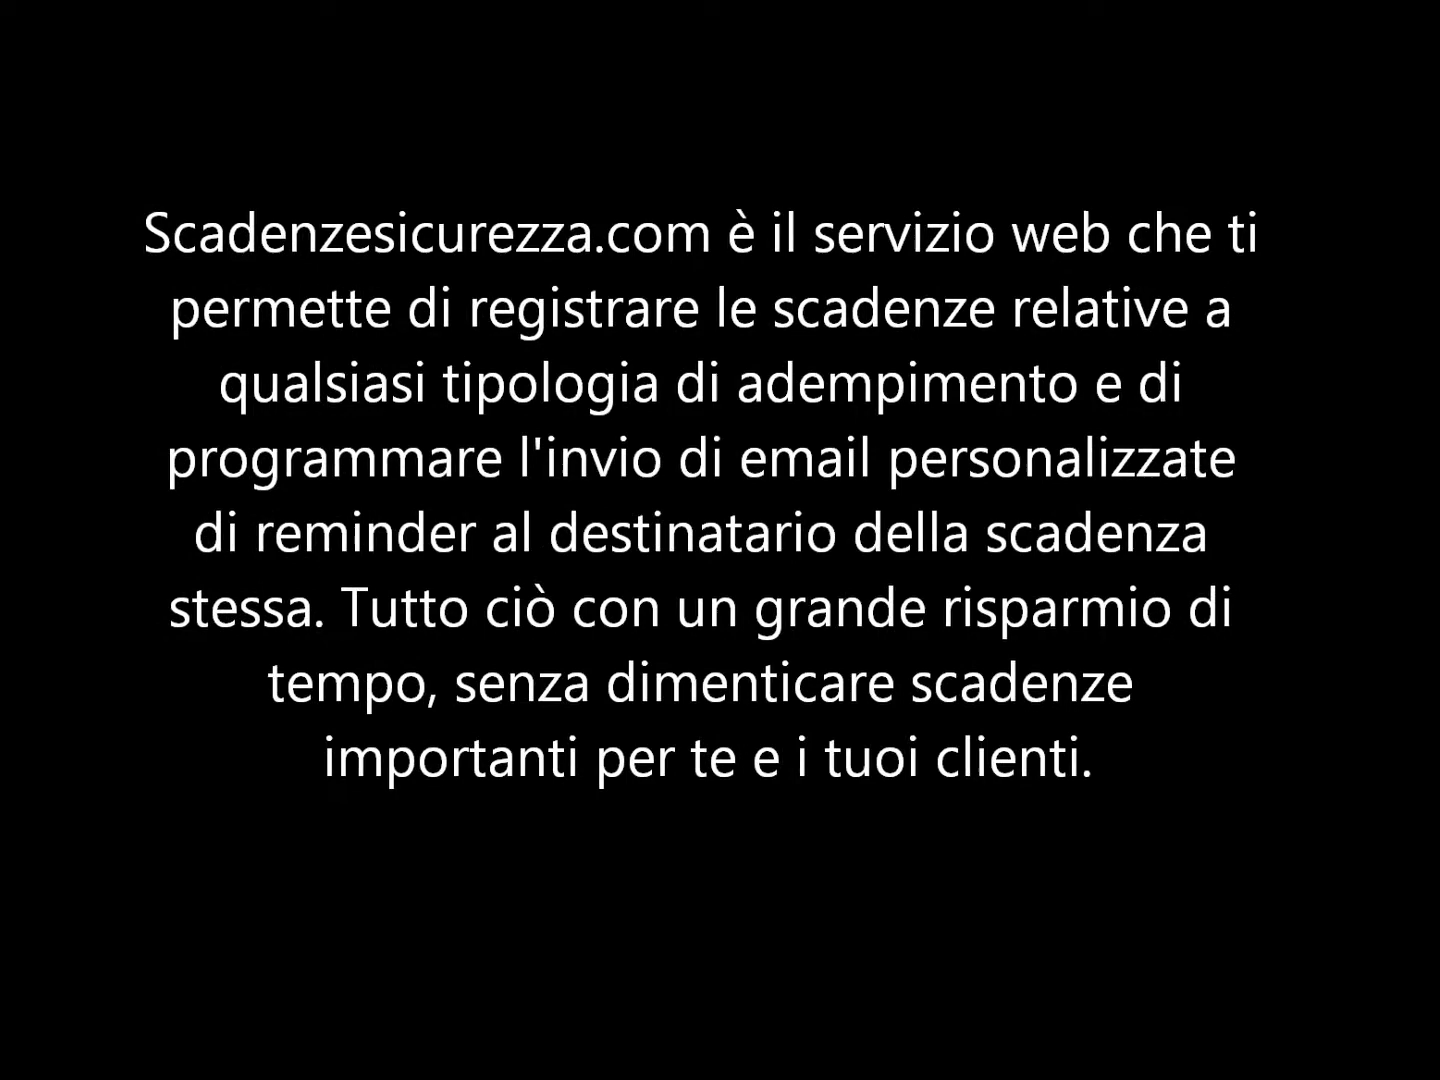 Scadenzesicurezza.com è il servizio web che ti
permette di registrare le scadenze relative a
qualsiasi tipologia di adempimento e di
programmare l'invio di email personalizzate
di reminder al destinatario della scadenza
stessa. Tutto ciò con un grande risparmio di
tempo, senza dimenticare scadenze
importanti per te e i tuoi clienti.